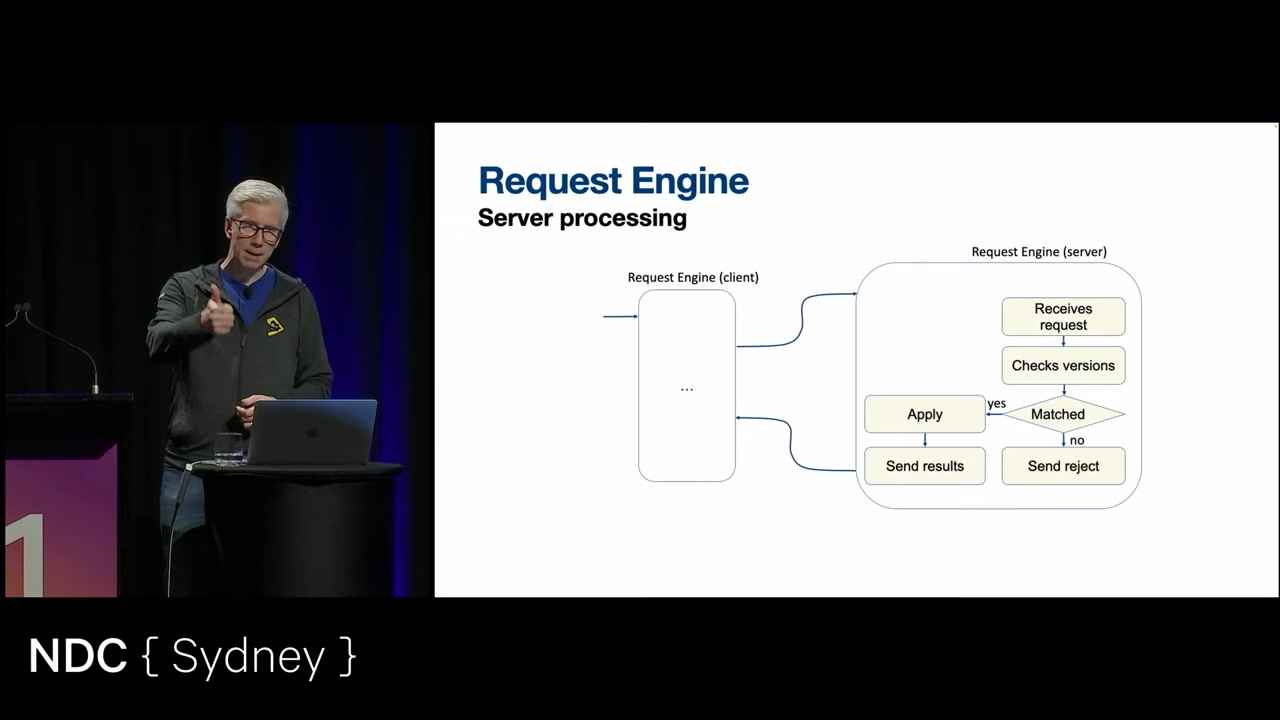 Request Engine
Server processing
Request Engine (client)
...
Request Engine (server)
Receives
request
Checks versions
Matched
yes
no
Apply
Send results
Send reject
1
NDC { Sydney }